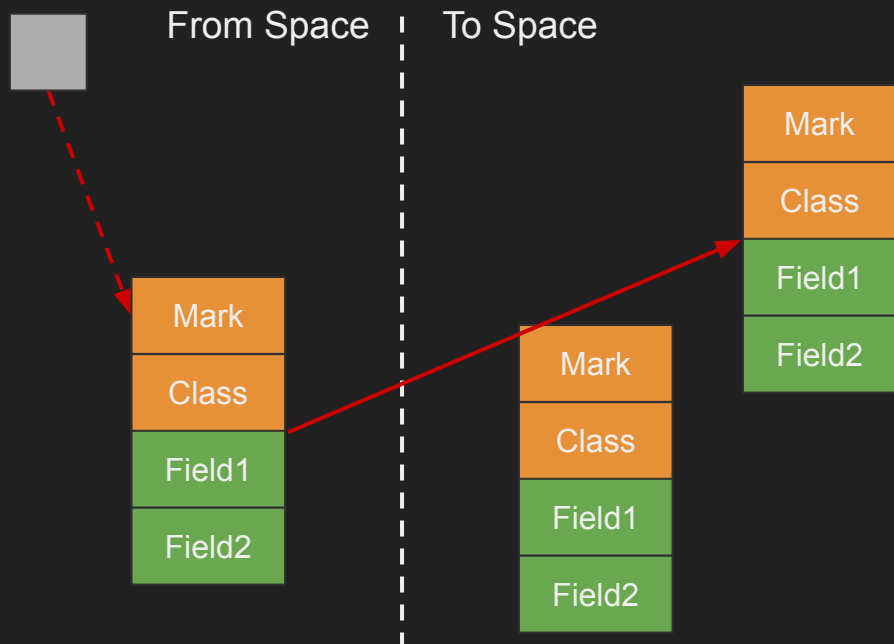 From Space
To Space
Mark
Class
Field1
Field2
Mark
Class
Field1
Field2
Mark
Class
Field1
Field2